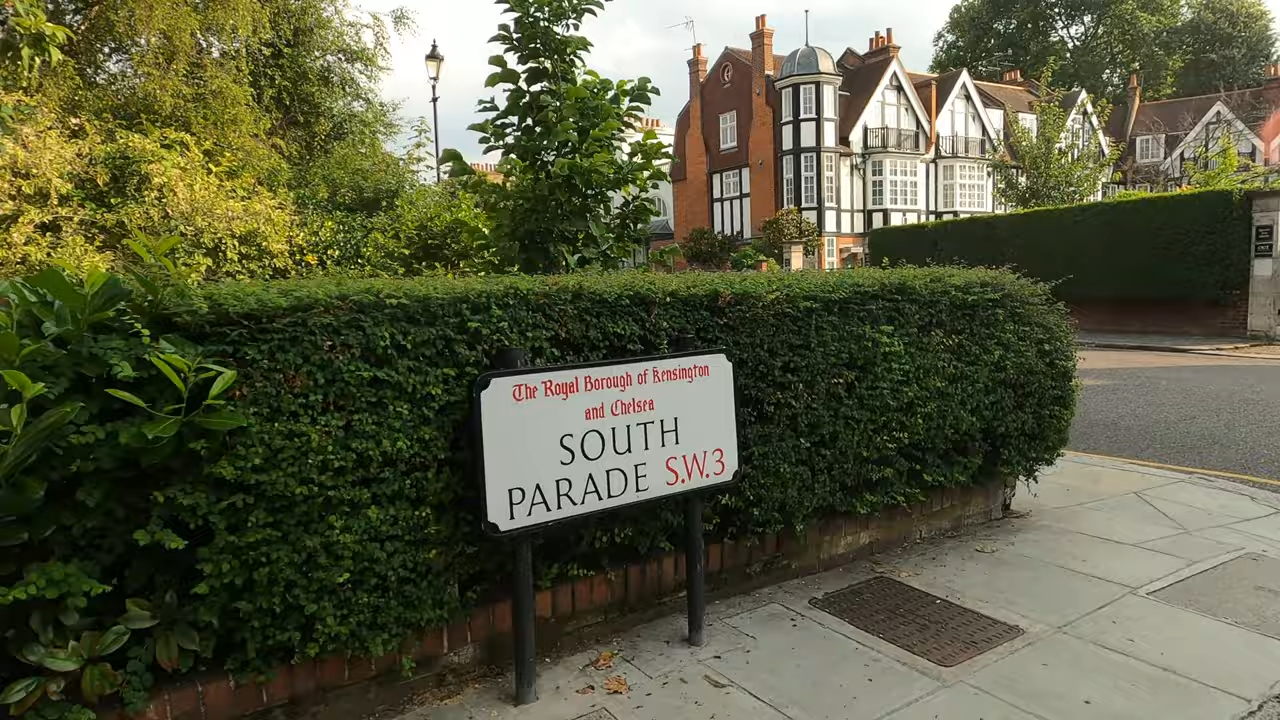 The Royal Borough of Kensington
and Chelsea
SOUTH
PARADE S.W.3